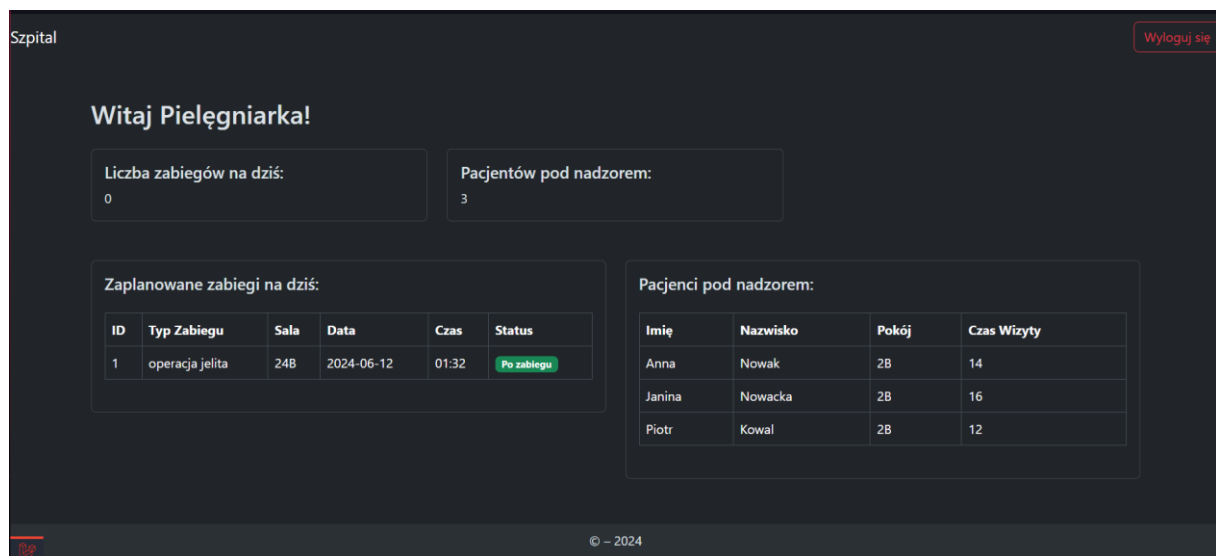 Szpital
Wyloguj się
Witaj Pielęgniarka!
Liczba zabiegów na dziś:
0
Pacjentów pod nadzorem:
3
Zaplanowane zabiegi na dziś:
ID Typ Zabiegu Sala Data Czas Status
1 operacja jelita 24B 2024-06-12 01:32 Po zabiegu
Pacjenci pod nadzorem:
Imię Nazwisko Pokój Czas Wizyty
Anna Nowak 2B 14
Janina Nowacka 2B 16
Piotr Kowal 2B 12
© – 2024